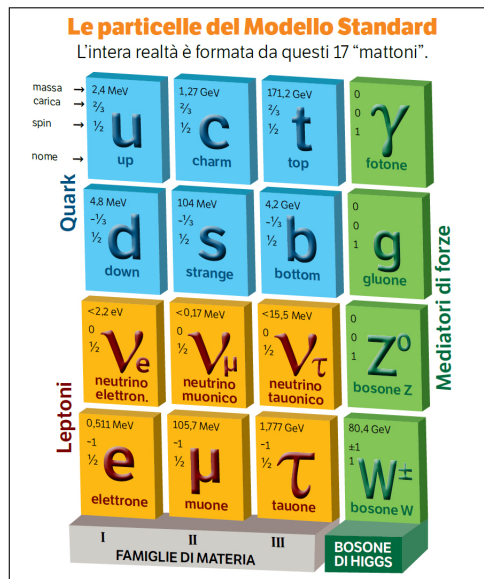 Le particelle del Modello Standard
L'intera realtà è formata da questi 17 "mattoni".
massa
carica
spin
nome
Quark
2,4 MeV
⅔
½
u
up
1,27 GeV
⅔
½
c
charm
171,2 GeV
⅔
½
t
top
0
0
1
γ
fotone
4,8 MeV
-⅓
½
d
down
104 MeV
-⅓
½
s
strange
4,2 GeV
-⅓
½
b
bottom
0
0
1
g
gluone
Mediatori di forze
Leptoni
<2,2 eV
0
½
νe
neutrino
elettron.
<0,17 MeV
0
½
νμ
neutrino
muonico
<15,5 MeV
0
½
ντ
neutrino
tauonico
0
0
1
Z⁰
bosone Z
0,511 MeV
-1
½
e
elettrone
105,7 MeV
-1
½
μ
muone
1,777 GeV
-1
½
τ
tauone
80,4 GeV
±1
1
W±
bosone W
I II III
FAMIGLIE DI MATERIA
BOSONE
DI HIGGS